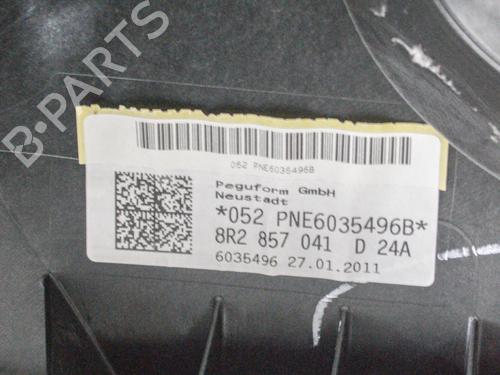 B-PARTS
052 PNE6035496B
Peguform GmbH
Neustadt
*052 PNE6035496B*
8R2 857 041 D 24A
6035496 27.01.2011